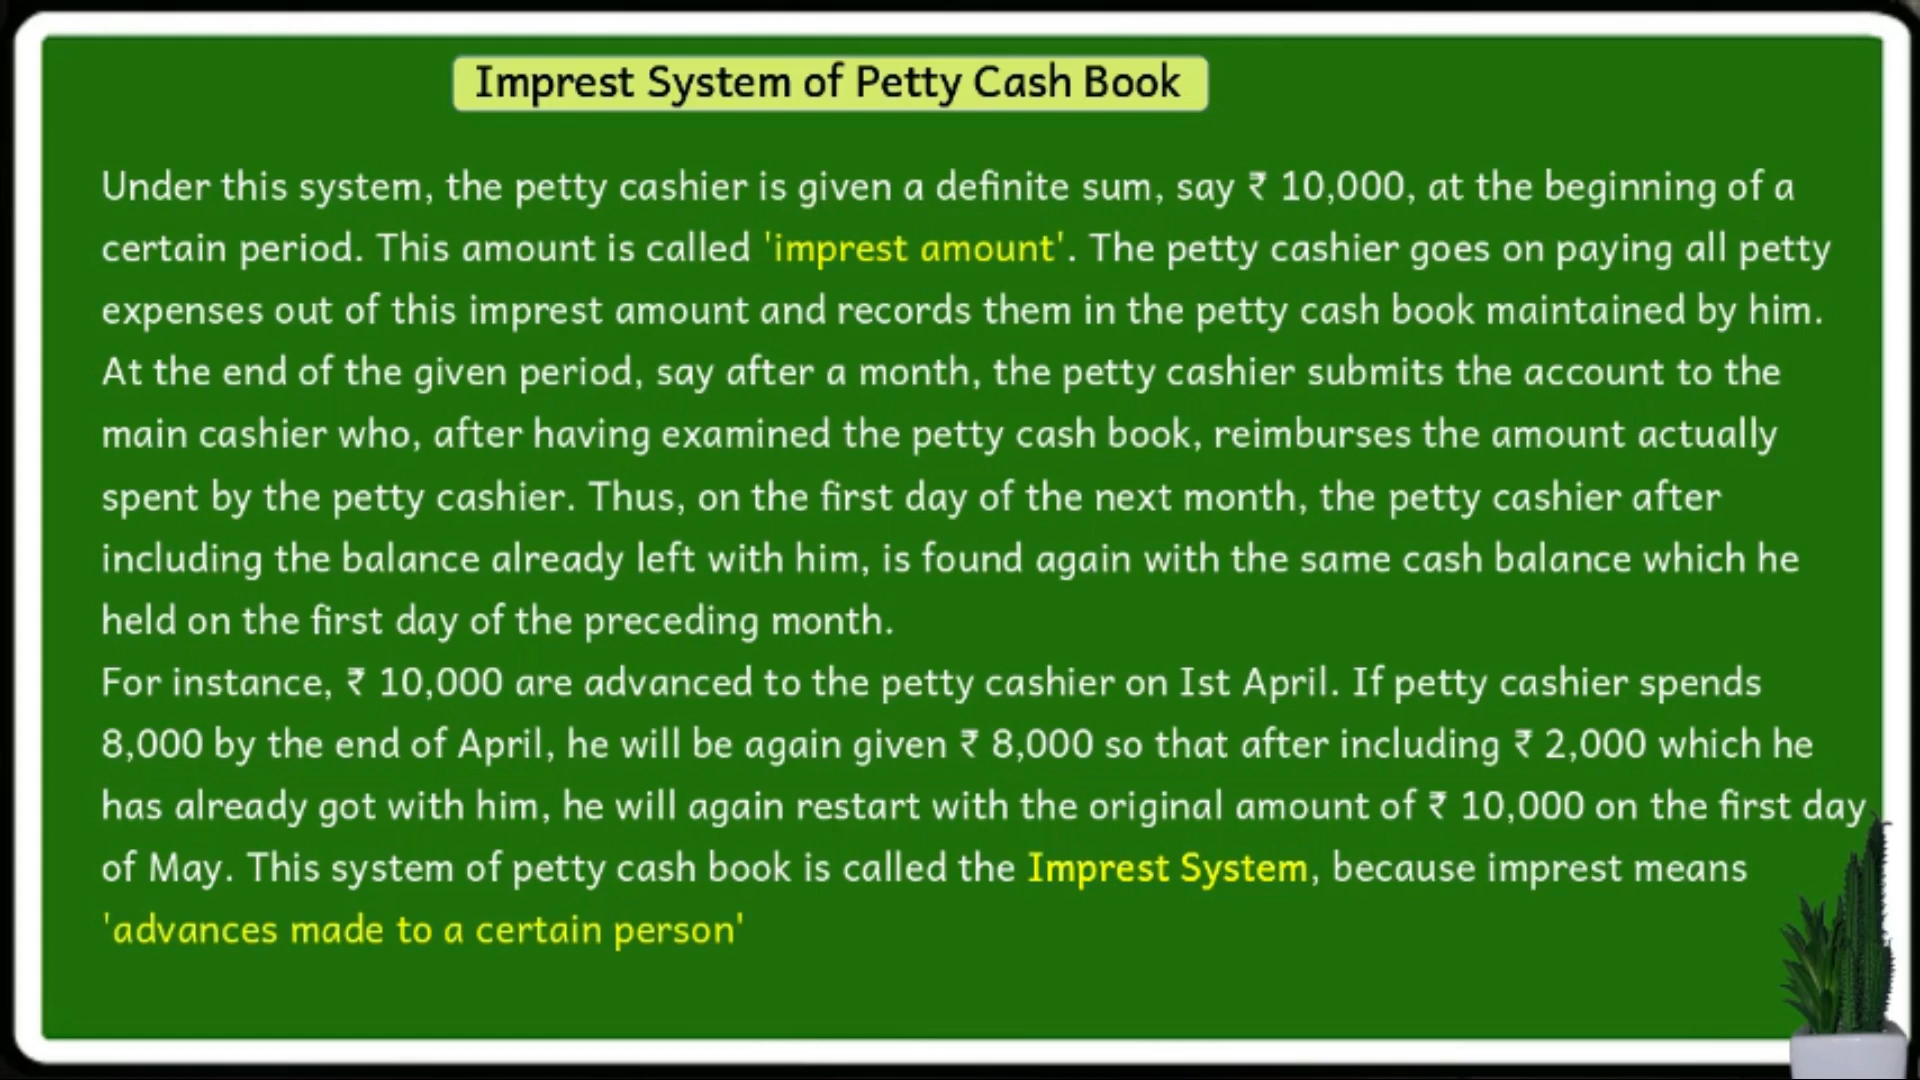 Imprest System of Petty Cash Book
Under this system, the petty cashier is given a definite sum, say ₹ 10,000, at the beginning of a
certain period. This amount is called 'imprest amount'. The petty cashier goes on paying all petty
expenses out of this imprest amount and records them in the petty cash book maintained by him.
At the end of the given period, say after a month, the petty cashier submits the account to the
main cashier who, after having examined the petty cash book, reimburses the amount actually
spent by the petty cashier. Thus, on the first day of the next month, the petty cashier after
including the balance already left with him, is found again with the same cash balance which he
held on the first day of the preceding month.
For instance, ₹ 10,000 are advanced to the petty cashier on Ist April. If petty cashier spends
8,000 by the end of April, he will be again given ₹ 8,000 so that after including ₹ 2,000 which he
has already got with him, he will again restart with the original amount of ₹ 10,000 on the first day
of May. This system of petty cash book is called the Imprest System, because imprest means
'advances made to a certain person'